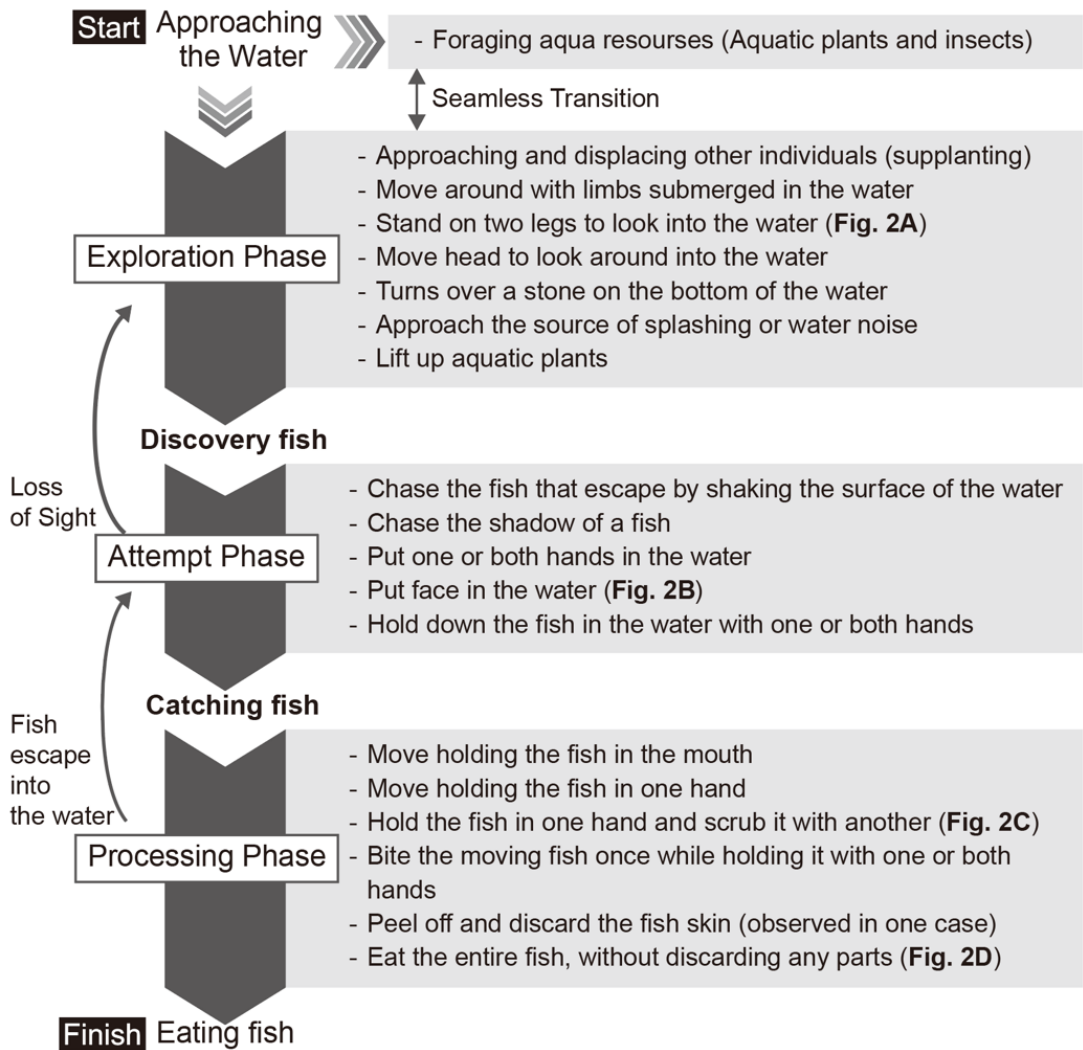 Start Approaching
the Water
- Foraging aqua resourses (Aquatic plants and insects)
Seamless Transition
- Approaching and displacing other individuals (supplanting)
- Move around with limbs submerged in the water
- Stand on two legs to look into the water (Fig. 2A)
- Move head to look around into the water
- Turns over a stone on the bottom of the water
- Approach the source of splashing or water noise
- Lift up aquatic plants
Exploration Phase
Discovery fish
Loss
of Sight
- Chase the fish that escape by shaking the surface of the water
- Chase the shadow of a fish
- Put one or both hands in the water
- Put face in the water (Fig. 2B)
- Hold down the fish in the water with one or both hands
Attempt Phase
Catching fish
Fish
escape
into
the water
- Move holding the fish in the mouth
- Move holding the fish in one hand
- Hold the fish in one hand and scrub it with another (Fig. 2C)
- Bite the moving fish once while holding it with one or both
hands
- Peel off and discard the fish skin (observed in one case)
- Eat the entire fish, without discarding any parts (Fig. 2D)
Processing Phase
Finish Eating fish